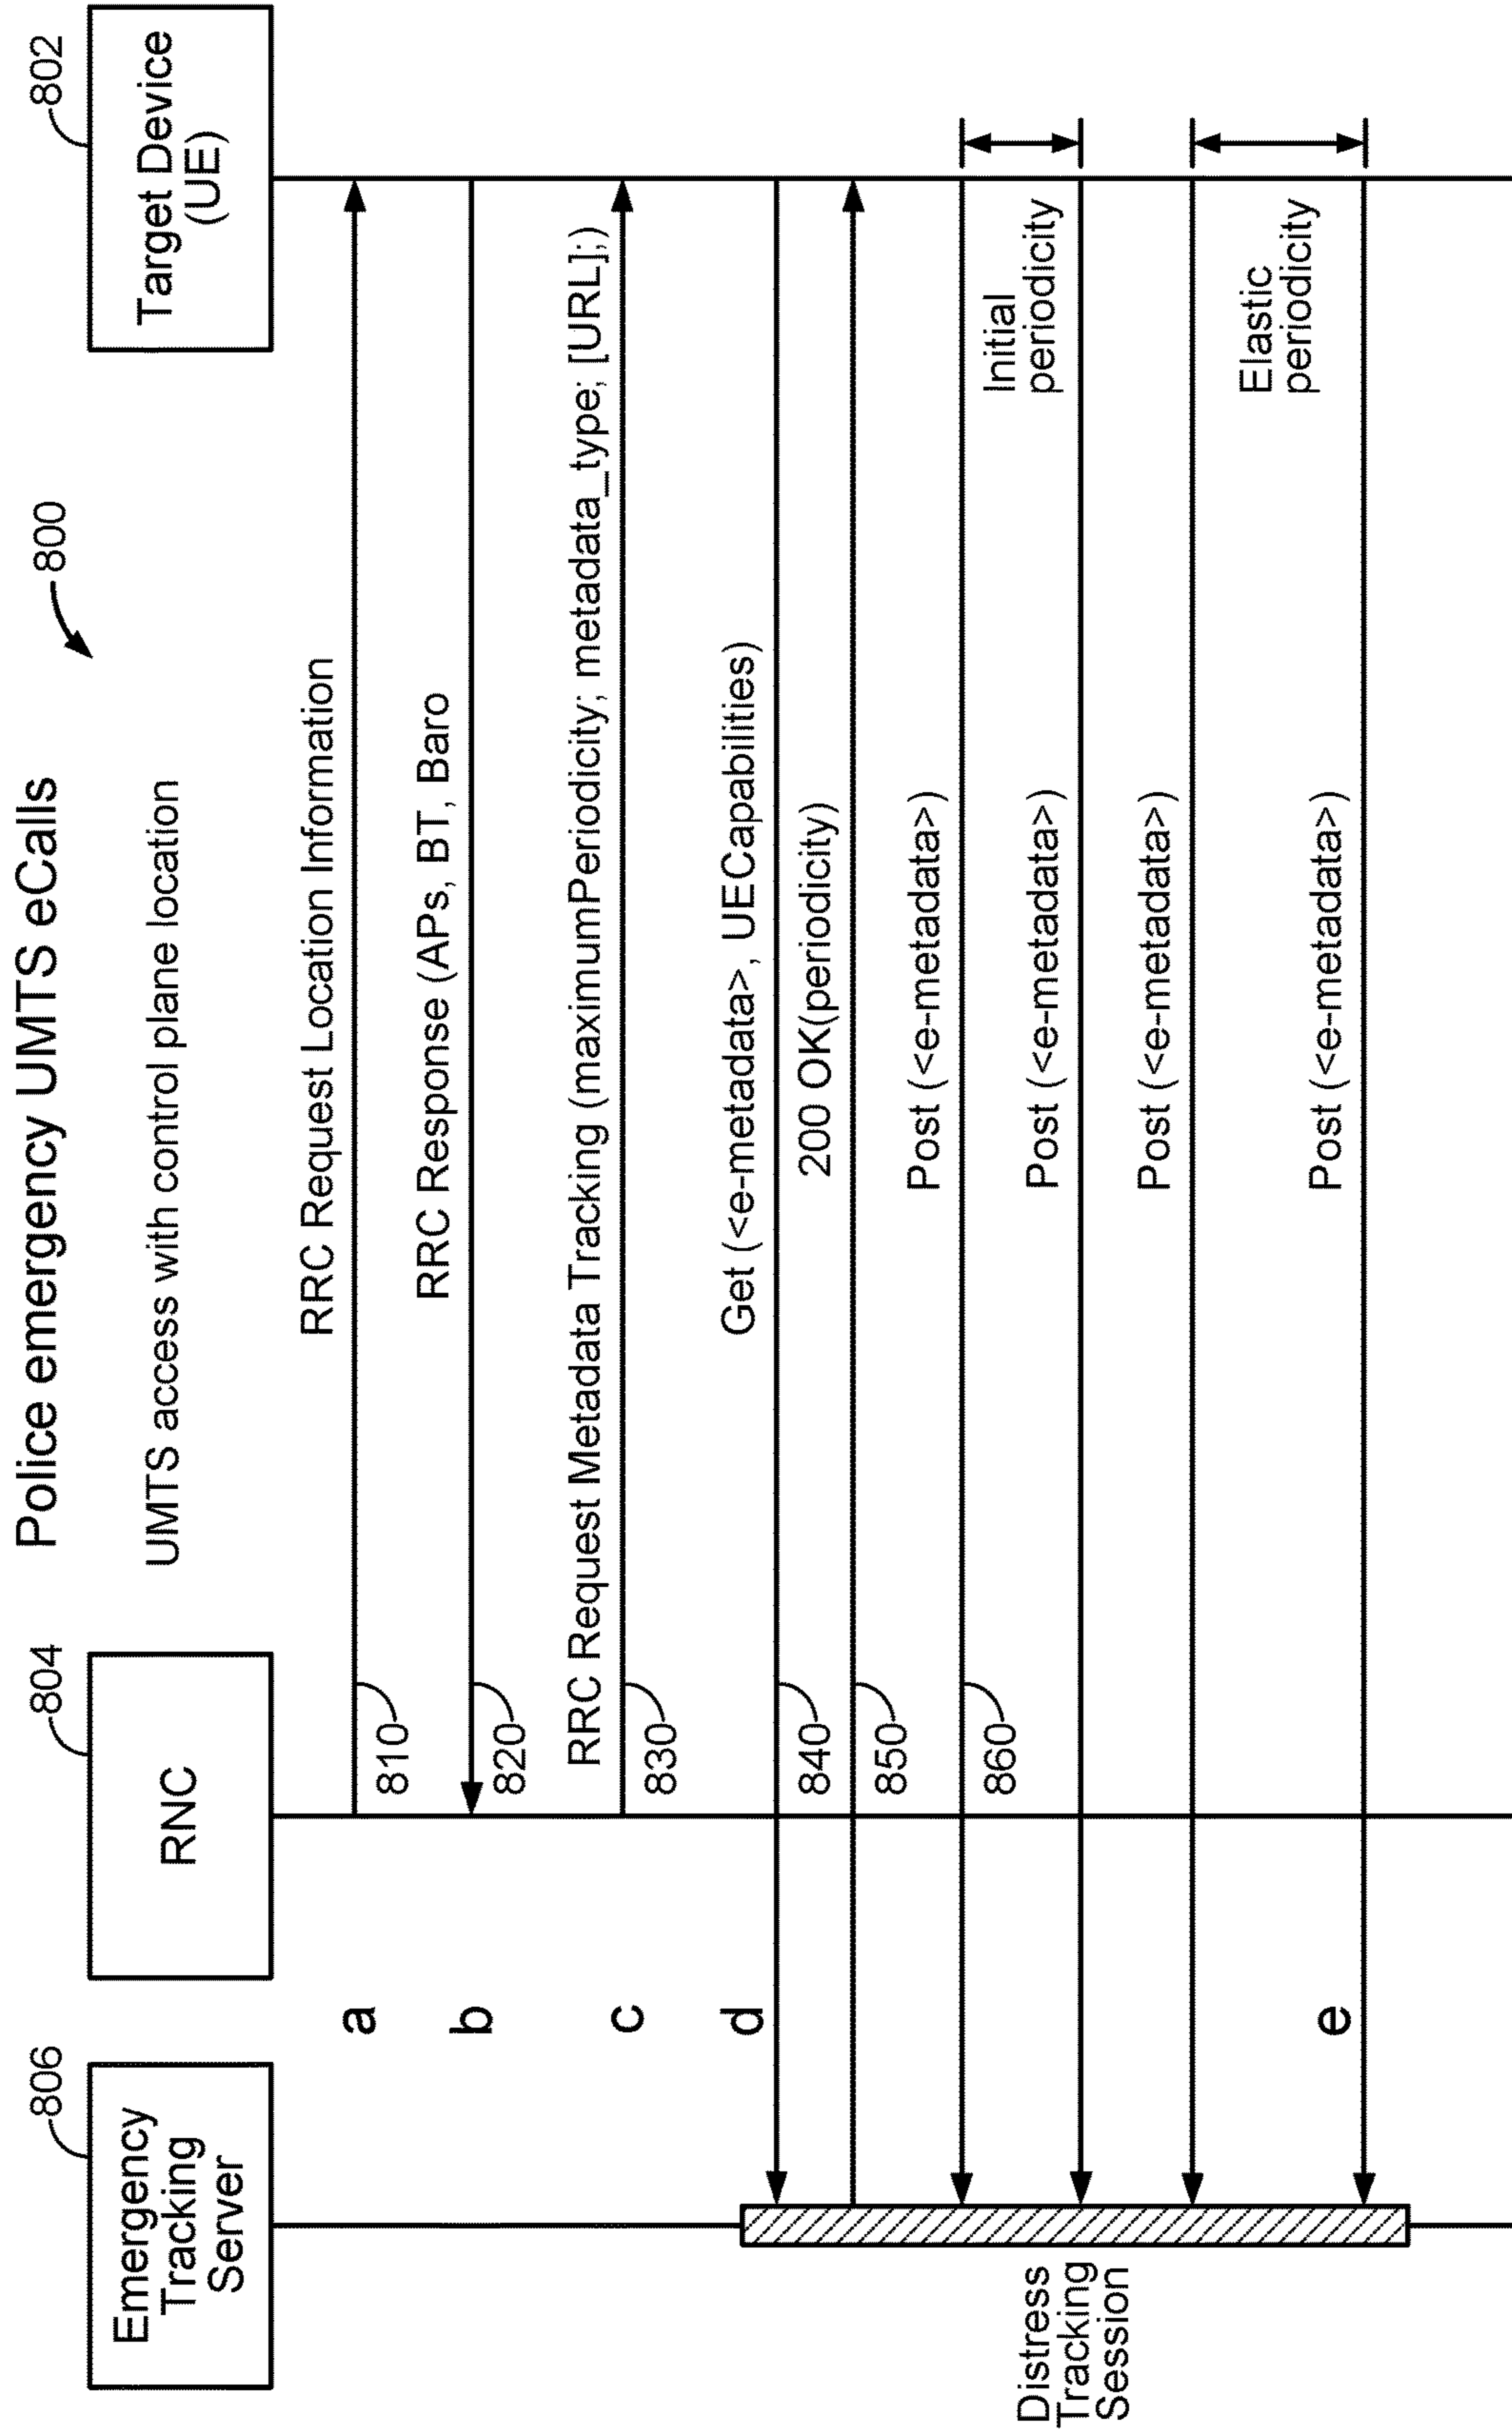 Police emergency UMTS eCalls
800
UMTS access with control plane location
806
Emergency
Tracking
Server
804
RNC
802
Target Device
(UE)
a
810
RRC Request Location Information
b
820
RRC Response (APs, BT, Baro
c
830
RRC Request Metadata Tracking (maximumPeriodicity; metadata_type; [URL];)
d
840
Get (<e-metadata>, UECapabilities)
850
200 OK(periodicity)
860
Post (<e-metadata>)
Initial
periodicity
Post (<e-metadata>)
Post (<e-metadata>)
Elastic
periodicity
e
Post (<e-metadata>)
Distress
Tracking
Session